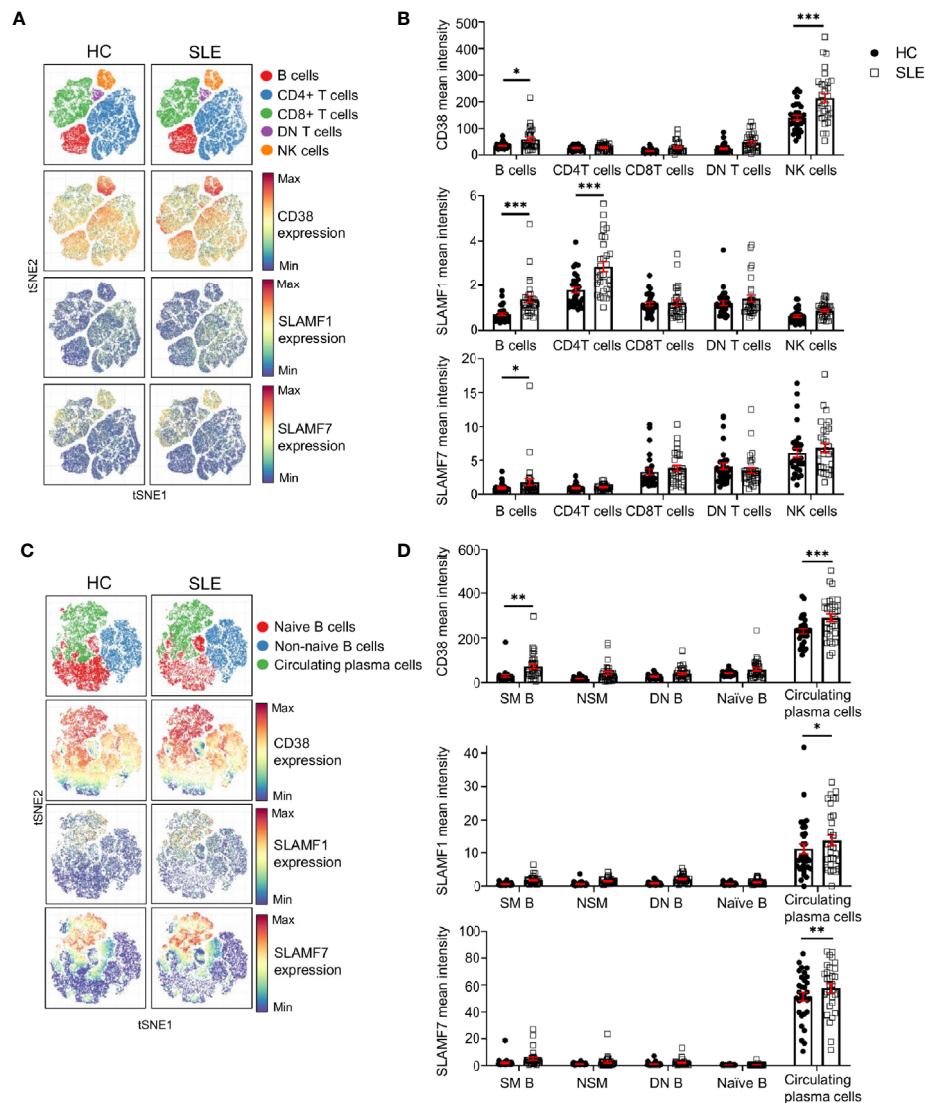 A
HC
SLE
B cells
CD4+ T cells
CD8+ T cells
DN T cells
NK cells
Max
CD38
expression
Min
Max
SLAMF1
expression
Min
Max
SLAMF7
expression
Min
tSNE2
tSNE1
B
HC
SLE
CD38 mean intensity
500
400
300
200
100
0
*
***
B cells
CD4T cells
CD8T cells
DN T cells
NK cells
SLAMF1 mean intensity
6
4
2
0
***
***
B cells
CD4T cells
CD8T cells
DN T cells
NK cells
SLAMF7 mean intensity
20
15
10
5
0
*
B cells
CD4T cells
CD8T cells
DN T cells
NK cells
C
HC
SLE
Naive B cells
Non-naive B cells
Circulating plasma cells
Max
CD38
expression
Min
Max
SLAMF1
expression
Min
Max
SLAMF7
expression
Min
tSNE2
tSNE1
D
CD38 mean intensity
600
400
200
0
**
***
SM B
NSM
DN B
Naïve B
Circulating
plasma cells
SLAMF1 mean intensity
40
30
20
10
0
*
SM B
NSM
DN B
Naïve B
Circulating
plasma cells
SLAMF7 mean intensity
100
80
60
40
20
0
**
SM B
NSM
DN B
Naïve B
Circulating
plasma cells